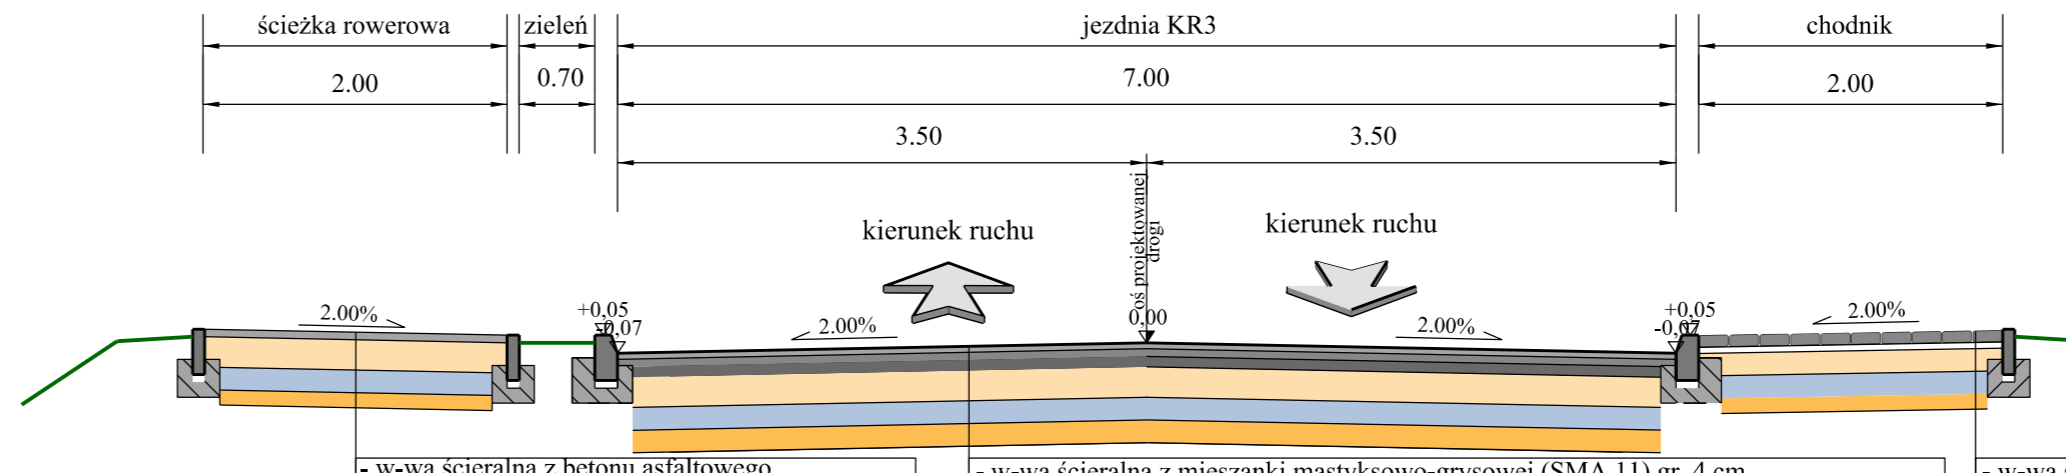 ścieżka rowerowa
zieleń
jezdnia KR3
chodnik
2.00
0.70
7.00
2.00
3.50
3.50
oś projektowanej
drogi
kierunek ruchu
kierunek ruchu
2.00%
+0,05
-0,07
2.00%
0,00
2.00%
+0,05
-0,07
2.00%
- w-wa ścieralna z betonu asfaltowego
- w-wa ścieralna z mieszanki mastyksowo-grysowej (SMA 11) gr. 4 cm
- w-wa